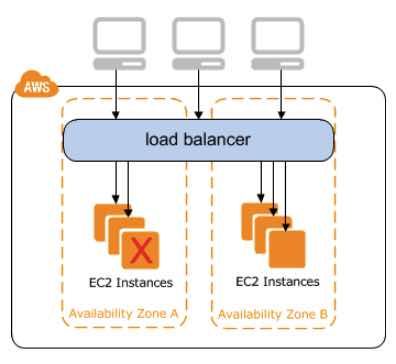 AWS
load balancer
X
EC2 Instances
EC2 Instances
Availability Zone A
Availability Zone B